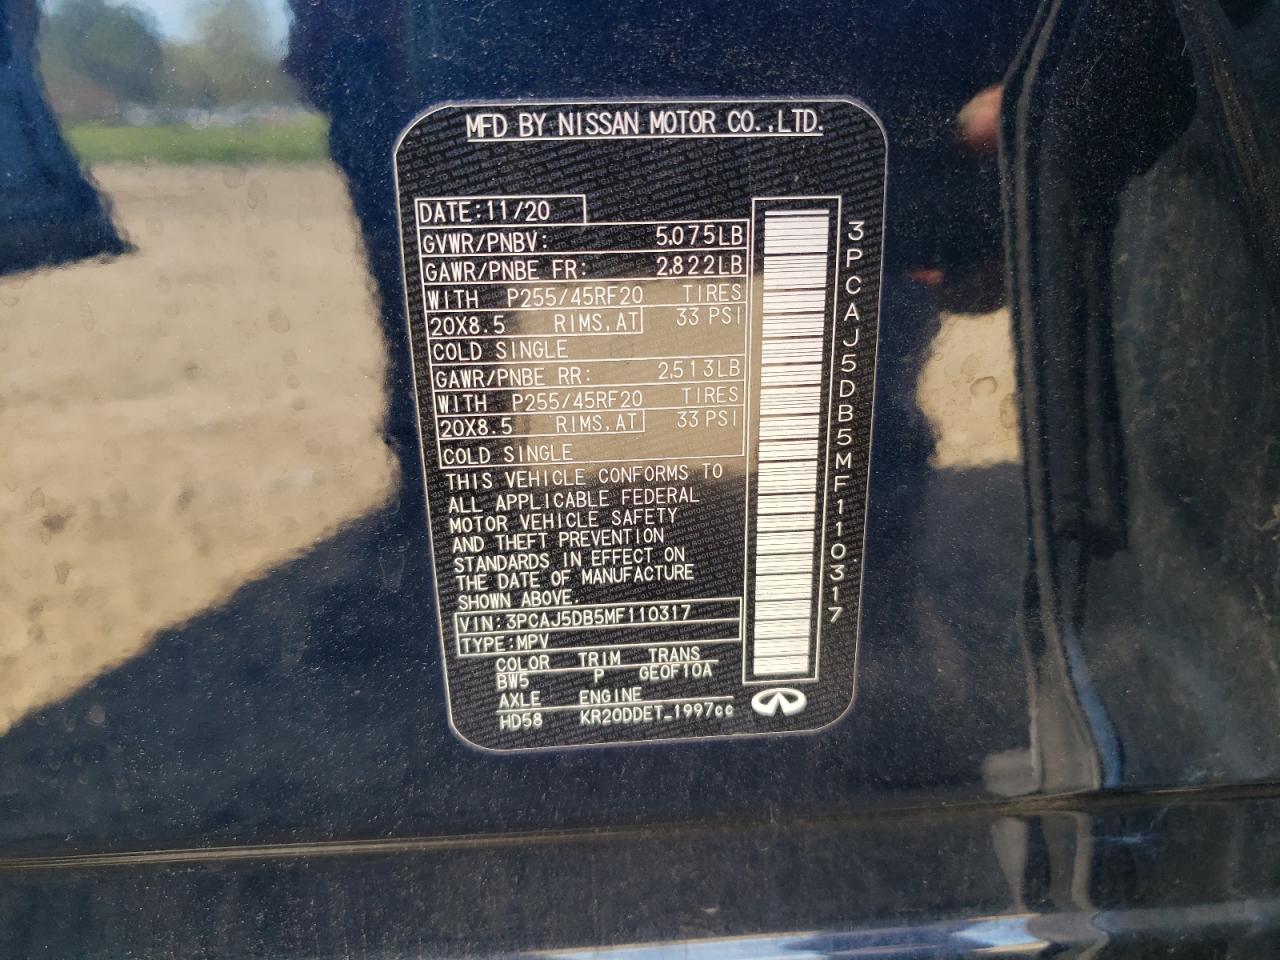 MFD BY NISSAN MOTOR CO.,LTD.
DATE:11/20
GVWR/PNBV: 5,075LB
GAWR/PNBE FR: 2,822LB
WITH P255/45RF20 TIRES
20X8.5 RIMS,AT 33 PSI
COLD SINGLE
GAWR/PNBE RR: 2,513LB
WITH P255/45RF20 TIRES
20X8.5 RIMS,AT 33 PSI
COLD SINGLE
THIS VEHICLE CONFORMS TO
ALL APPLICABLE FEDERAL
MOTOR VEHICLE SAFETY
AND THEFT PREVENTION
STANDARDS IN EFFECT ON
THE DATE OF MANUFACTURE
SHOWN ABOVE.
VIN:3PCAJ5DB5MF110317
TYPE:MPV
COLOR TRIM TRANS
BW5 P GE0F10A
AXLE ENGINE
HD58 KR20DDET_1997cc
3PCAJ5DB5MF110317